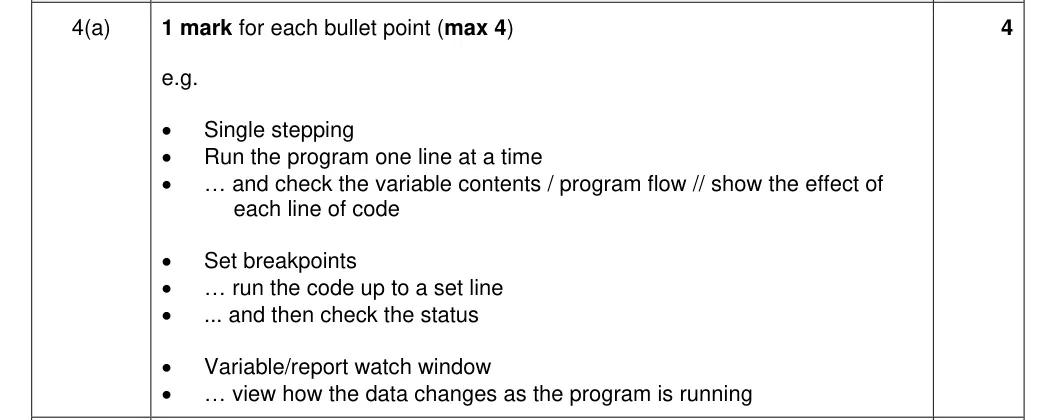 4(a) 1 mark for each bullet point (max 4) 4
e.g.
• Single stepping
• Run the program one line at a time
• … and check the variable contents / program flow // show the effect of
each line of code
• Set breakpoints
• … run the code up to a set line
• ... and then check the status
• Variable/report watch window
• … view how the data changes as the program is running